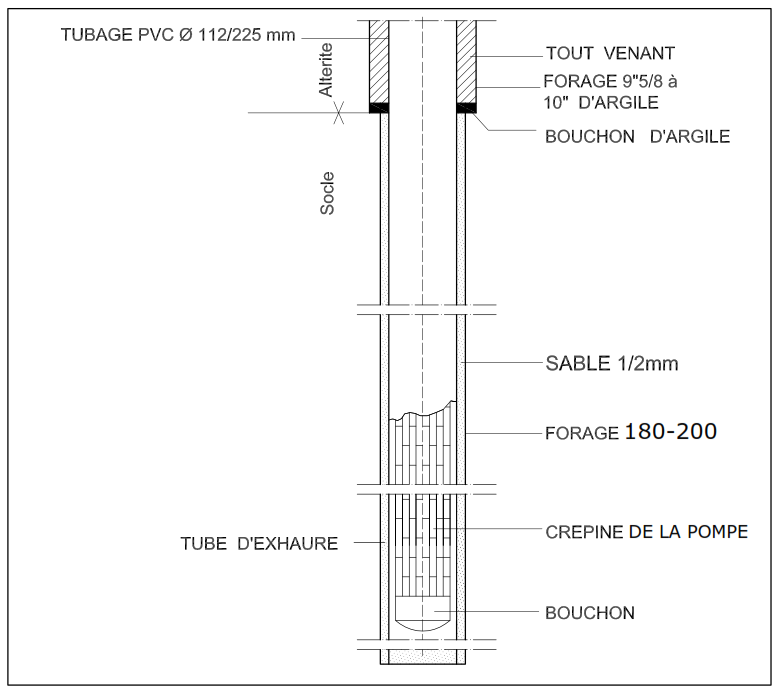 TUBAGE PVC Ø 112/225 mm
Alterite
TOUT VENANT
FORAGE 9"5/8 à
10" D'ARGILE
BOUCHON D'ARGILE
Socle
SABLE 1/2mm
FORAGE 180-200
CREPINE DE LA POMPE
TUBE D'EXHAURE
BOUCHON